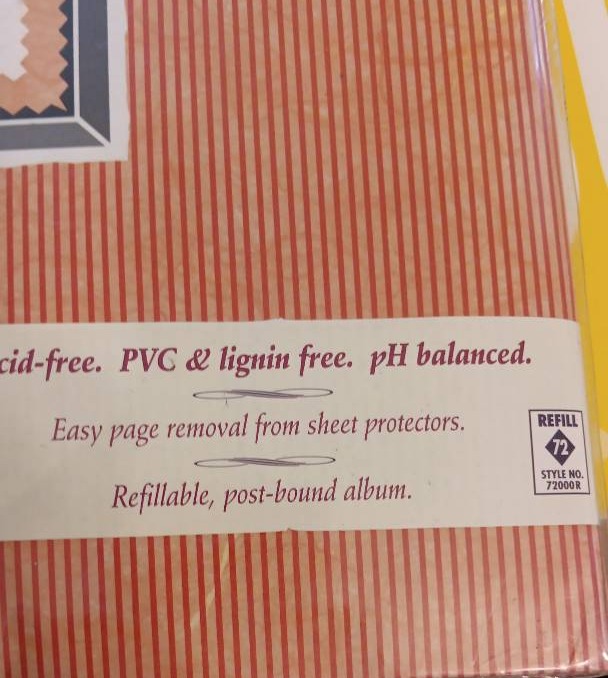 cid-free. PVC & lignin free. pH balanced.
Easy page removal from sheet protectors.
Refillable, post-bound album.
REFILL
72
STYLE NO.
72000R